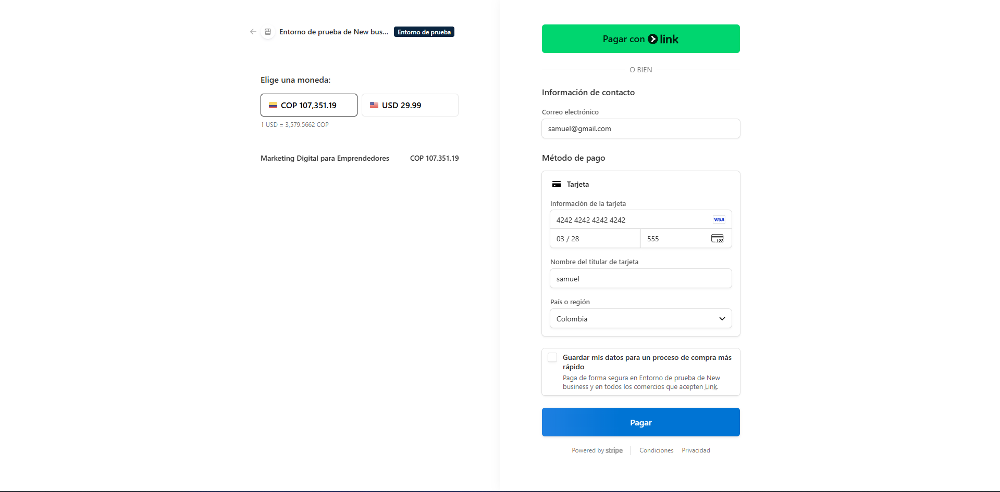 Entorno de prueba de New bus...
Entorno de prueba
Elige una moneda:
COP 107,351.19
USD 29.99
1 USD = 3,579.5662 COP
Marketing Digital para Emprendedores
COP 107,351.19
Pagar con link
O BIEN
Información de contacto
Correo electrónico
samuel@gmail.com
Método de pago
Tarjeta
Información de la tarjeta
4242 4242 4242 4242
VISA
03 / 28
555
123
Nombre del titular de tarjeta
samuel
País o región
Colombia
Guardar mis datos para un proceso de compra más
rápido
Paga de forma segura en Entorno de prueba de New
business y en todos los comercios que acepten Link.
Pagar
Powered by stripe
Condiciones
Privacidad